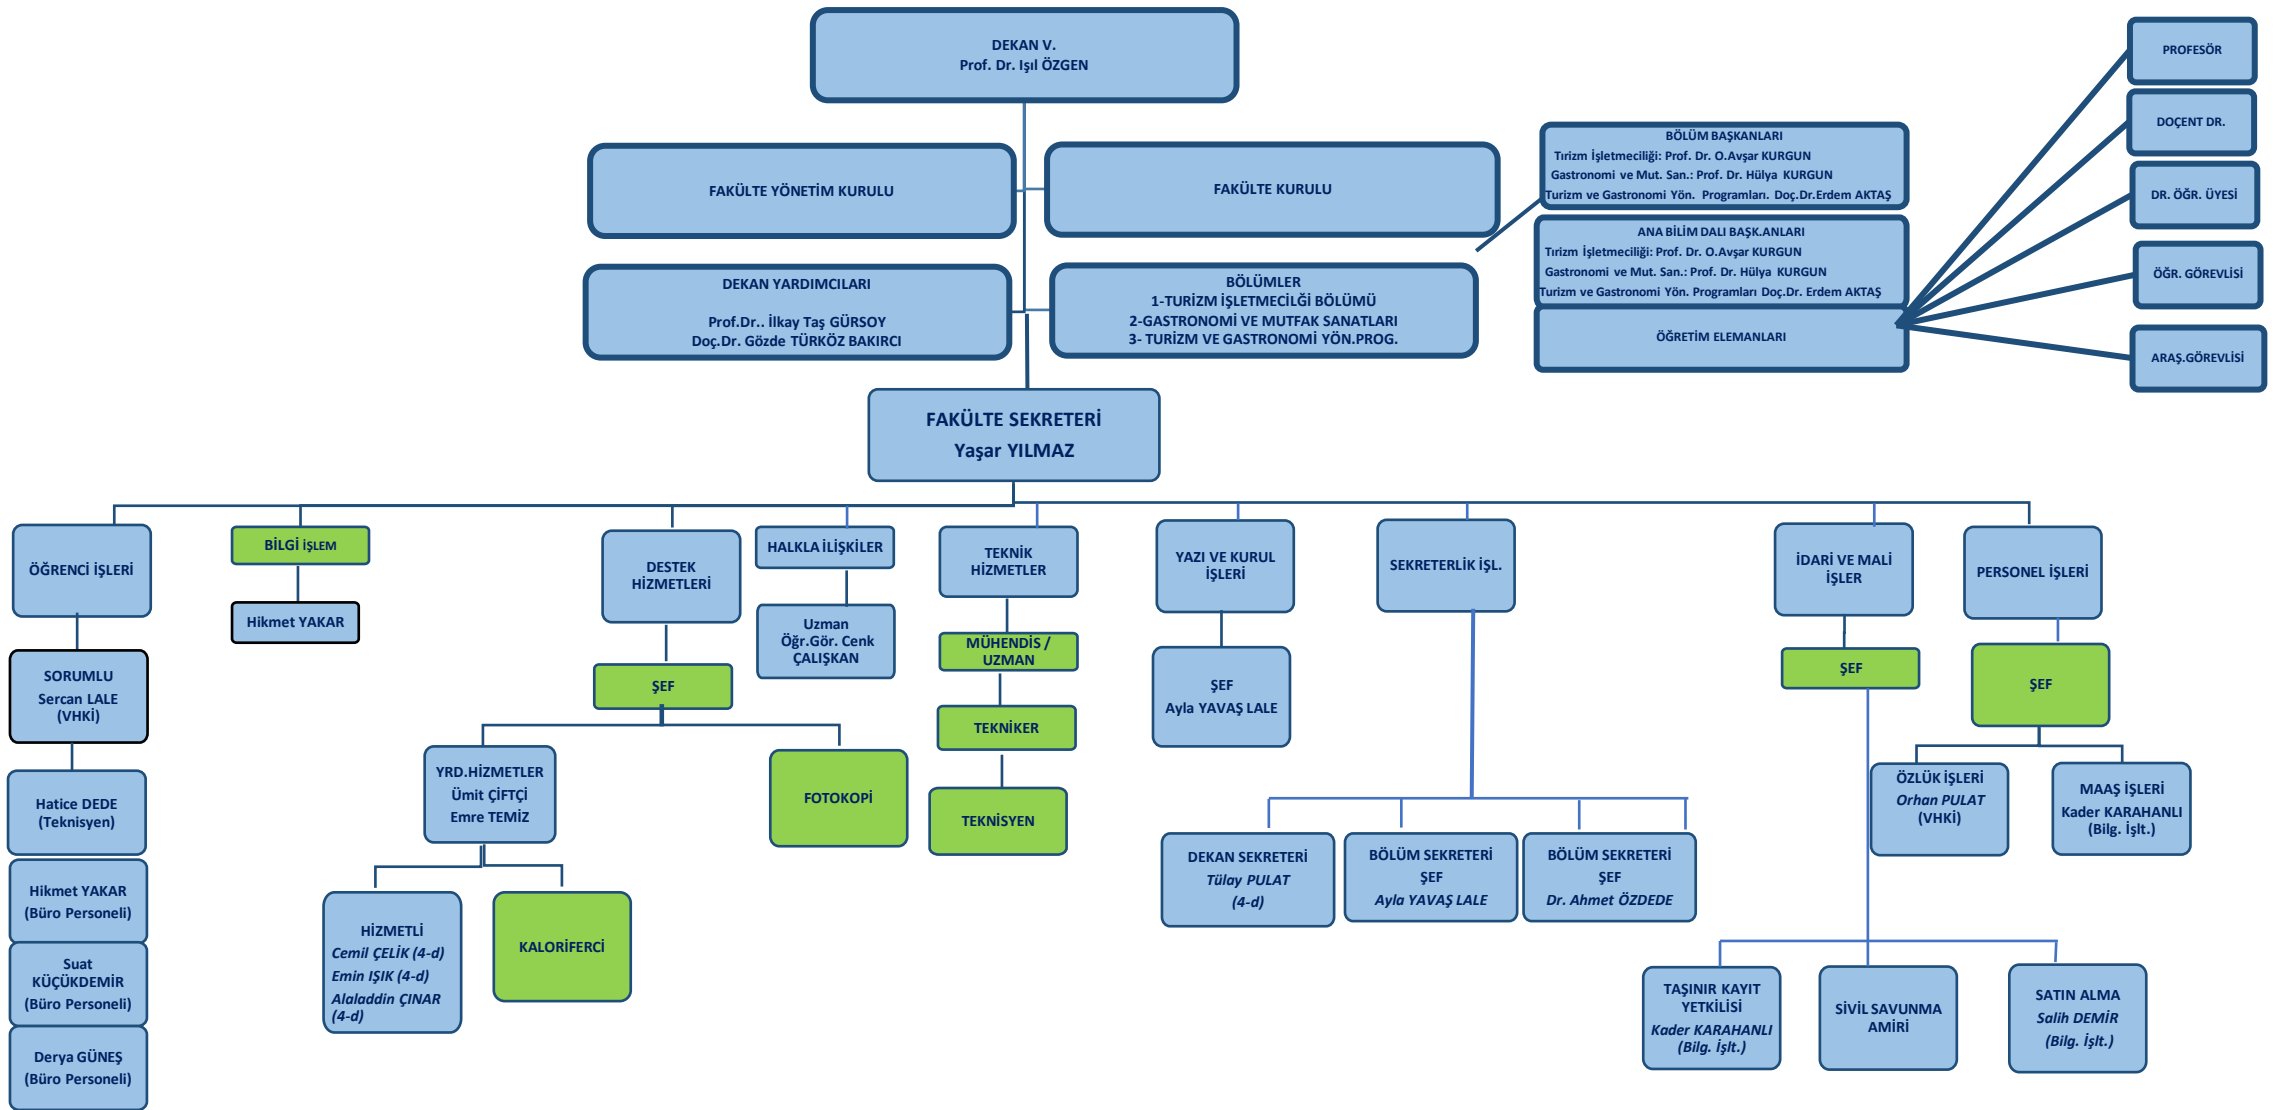 DEKAN V.
Prof. Dr. Işıl ÖZGEN
FAKÜLTE YÖNETİM KURULU
FAKÜLTE KURULU
DEKAN YARDIMCILARI
Prof.Dr.. İlkay Taş GÜRSOY
Doç.Dr. Gözde TÜRKÖZ BAKIRCI
BÖLÜMLER
1-TURİZM İŞLETMECİLĞİ BÖLÜMÜ
2-GASTRONOMİ VE MUTFAK SANATLARI
3- TURİZM VE GASTRONOMİ YÖN.PROG.
BÖLÜM BAŞKANLARI
Tırizm İşletmeciliği: Prof. Dr. O.Avşar KURGUN
Gastronomi ve Mut. San.: Prof. Dr. Hülya KURGUN
Turizm ve Gastronomi Yön. Programları. Doç.Dr.Erdem AKTAŞ
ANA BİLİM DALI BAŞK.ANLARI
Tırizm İşletmeciliği: Prof. Dr. O.Avşar KURGUN
Gastronomi ve Mut. San.: Prof. Dr. Hülya KURGUN
Turizm ve Gastronomi Yön. Programları Doç.Dr. Erdem AKTAŞ
ÖĞRETİM ELEMANLARI
PROFESÖR
DOÇENT DR.
DR. ÖĞR. ÜYESİ
ÖĞR. GÖREVLİSİ
ARAŞ.GÖREVLİSİ
FAKÜLTE SEKRETERİ
Yaşar YILMAZ
ÖĞRENCİ İŞLERİ
SORUMLU
Sercan LALE
(VHKİ)
Hatice DEDE
(Teknisyen)
Hikmet YAKAR
(Büro Personeli)
Suat
KÜÇÜKDEMİR
(Büro Personeli)
Derya GÜNEŞ
(Büro Personeli)
BİLGİ İŞLEM
Hikmet YAKAR
DESTEK
HİZMETLERİ
ŞEF
YRD.HİZMETLER
Ümit ÇİFTÇİ
Emre TEMİZ
FOTOKOPİ
HİZMETLİ
Cemil ÇELİK (4-d)
Emin IŞIK (4-d)
Alaladdin ÇINAR
(4-d)
KALORİFERCİ
HALKLA İLİŞKİLER
Uzman
Öğr.Gör. Cenk
ÇALIŞKAN
TEKNİK
HİZMETLER
MÜHENDİS /
UZMAN
TEKNİKER
TEKNİSYEN
YAZI VE KURUL
İŞLERİ
ŞEF
Ayla YAVAŞ LALE
SEKRETERLİK İŞL.
DEKAN SEKRETERİ
Tülay PULAT
(4-d)
BÖLÜM SEKRETERİ
ŞEF
Ayla YAVAŞ LALE
BÖLÜM SEKRETERİ
ŞEF
Dr. Ahmet ÖZDEDE
İDARİ VE MALİ
İŞLER
ŞEF
TAŞINIR KAYIT
YETKİLİSİ
Kader KARAHANLI
(Bilg. İşlt.)
SİVİL SAVUNMA
AMİRİ
SATIN ALMA
Salih DEMİR
(Bilg. İşlt.)
PERSONEL İŞLERİ
ŞEF
ÖZLÜK İŞLERİ
Orhan PULAT
(VHKİ)
MAAŞ İŞLERİ
Kader KARAHANLI
(Bilg. İşlt.)